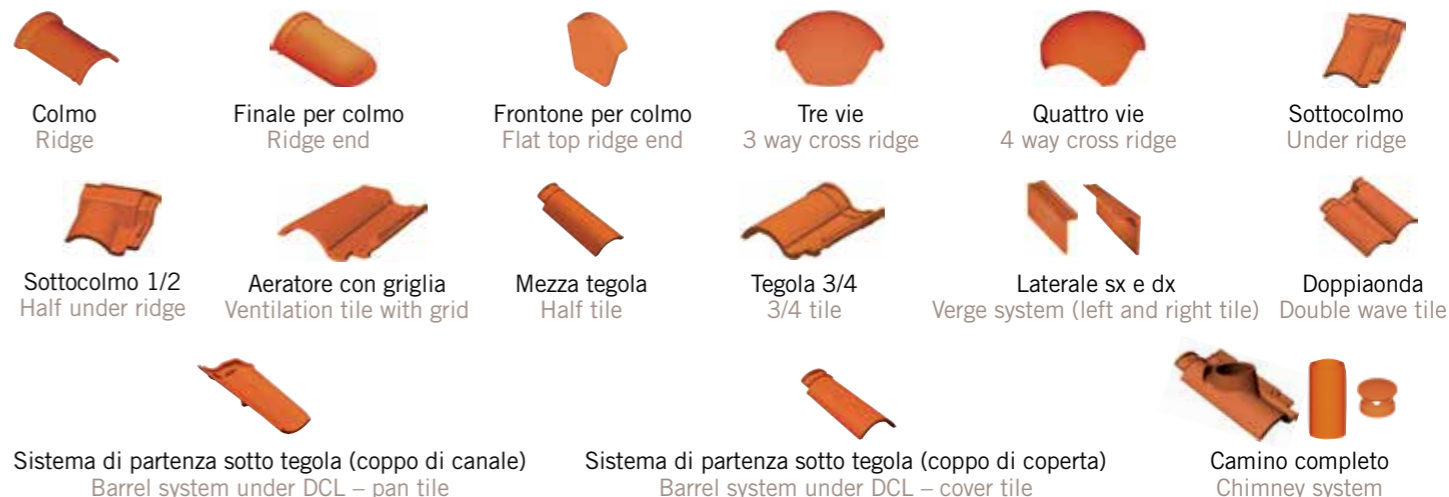 Colmo
Ridge
Finale per colmo
Ridge end
Frontone per colmo
Flat top ridge end
Tre vie
3 way cross ridge
Quattro vie
4 way cross ridge
Sottocolmo
Under ridge
Sottocolmo 1/2
Half under ridge
Aeratore con griglia
Ventilation tile with grid
Mezza tegola
Half tile
Tegola 3/4
3/4 tile
Laterale sx e dx
Verge system (left and right tile)
Doppiaonda
Double wave tile
Sistema di partenza sotto tegola (coppo di canale)
Barrel system under DCL – pan tile
Sistema di partenza sotto tegola (coppo di coperta)
Barrel system under DCL – cover tile
Camino completo
Chimney system